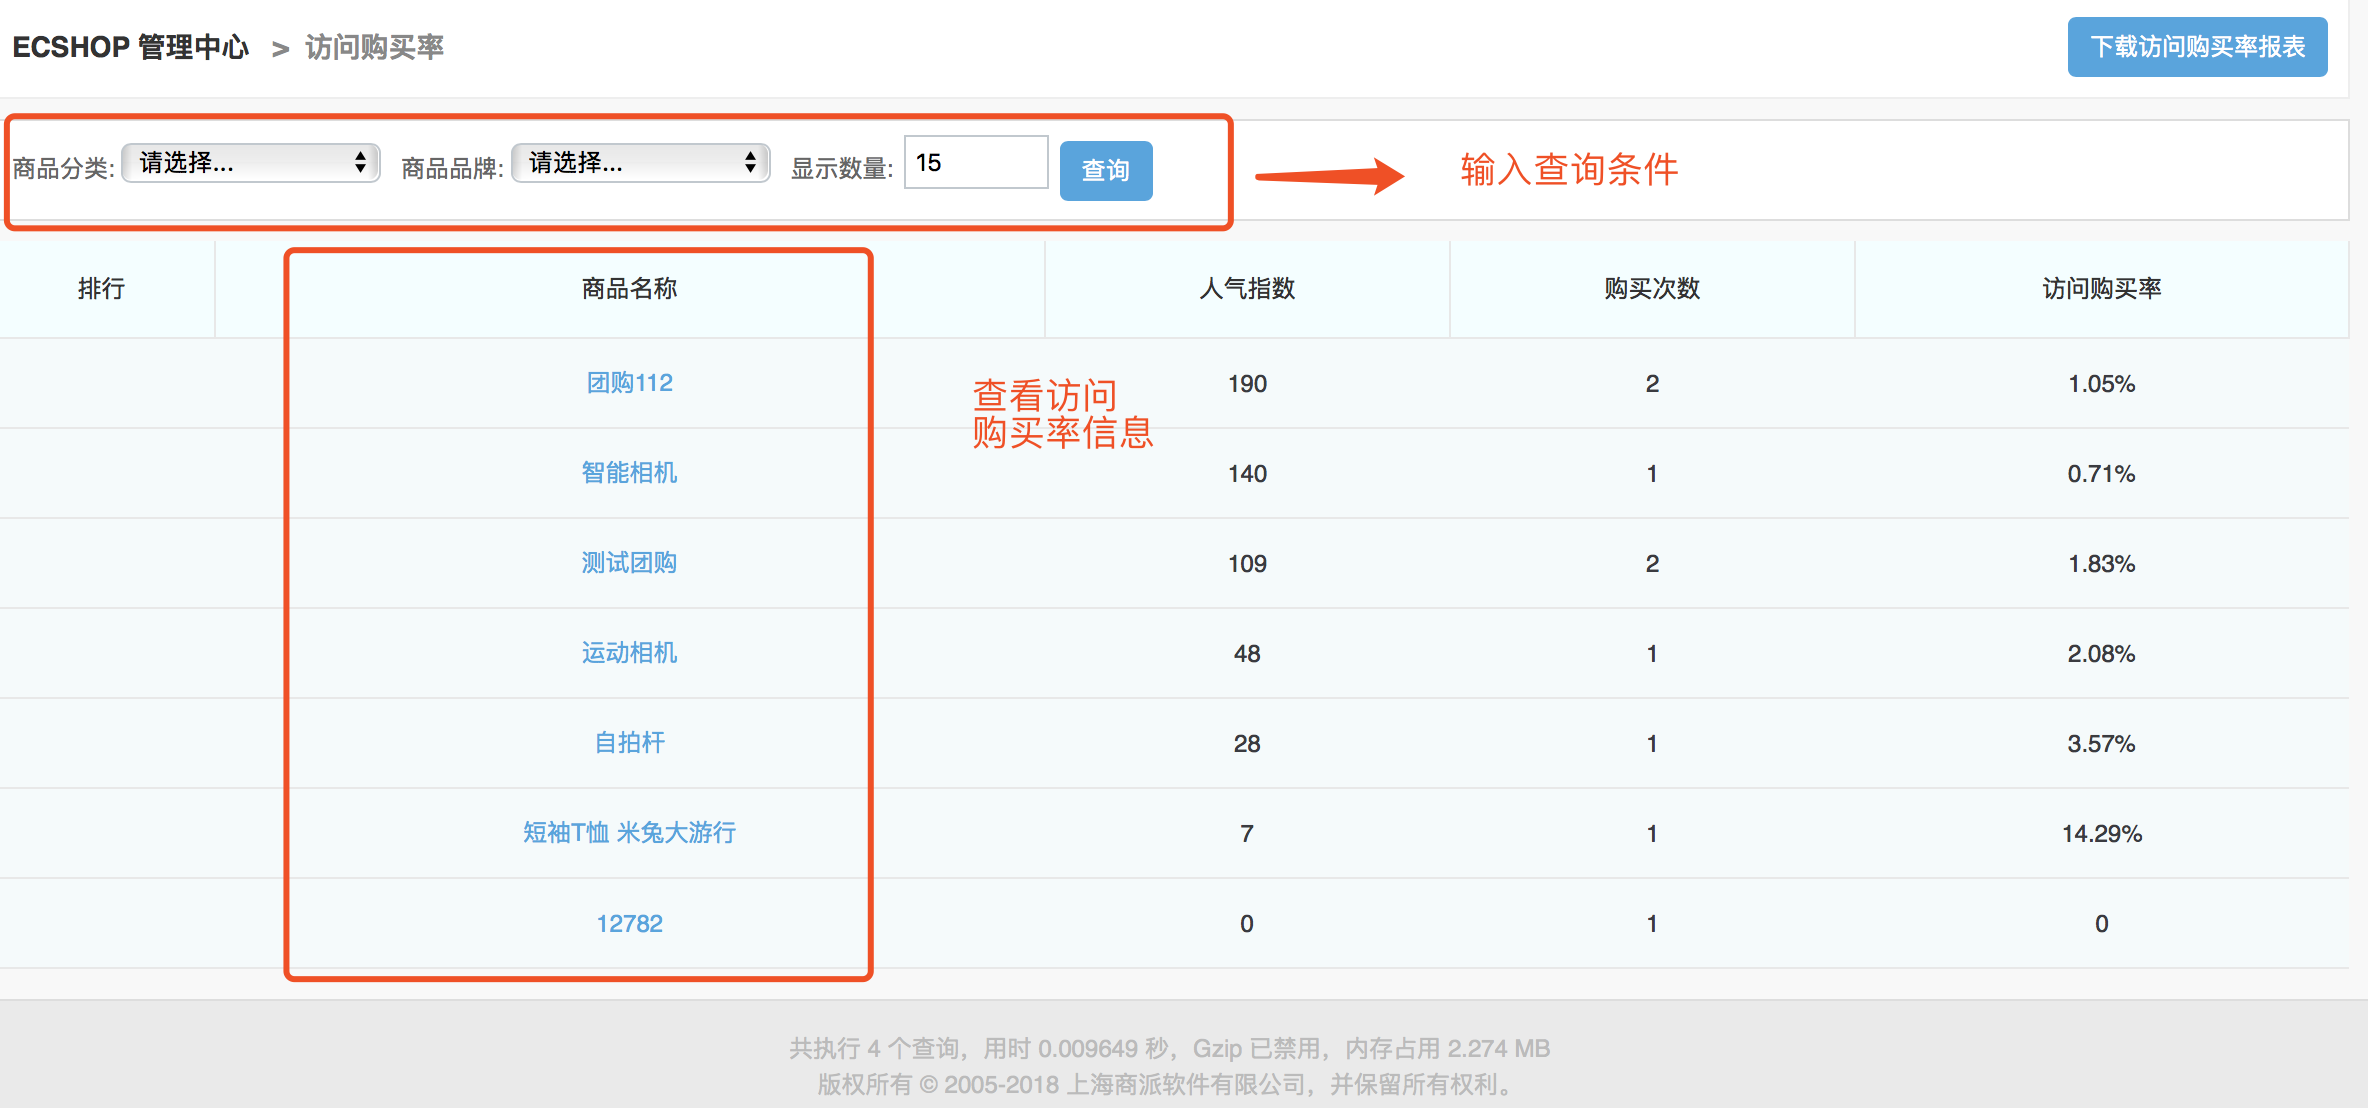 ECSHOP 管理中心 > 访问购买率
下载访问购买率报表
商品分类: 请选择... 商品品牌: 请选择... 显示数量: 15 查询
输入查询条件
排行 商品名称 人气指数 购买次数 访问购买率
团购112 190 2 1.05%
查看访问
购买率信息
智能相机 140 1 0.71%
测试团购 109 2 1.83%
运动相机 48 1 2.08%
自拍杆 28 1 3.57%
短袖T恤 米兔大游行 7 1 14.29%
12782 0 1 0
共执行 4 个查询，用时 0.009649 秒，Gzip 已禁用，内存占用 2.274 MB
版权所有 © 2005-2018 上海商派软件有限公司，并保留所有权利。